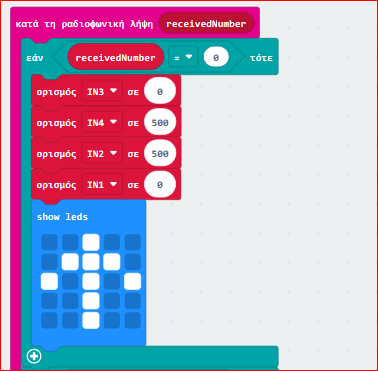 κατά τη ραδιοφωνική λήψη receivedNumber
εάν receivedNumber = 0 τότε
ορισμός IN3 σε 0
ορισμός IN4 σε 500
ορισμός IN2 σε 500
ορισμός IN1 σε 0
show leds